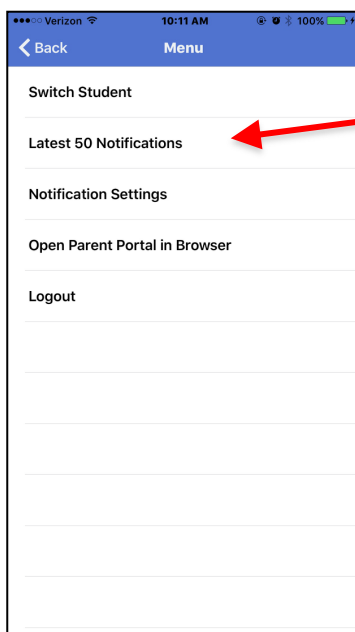 Verizon 10:11 AM 100%
Back Menu
Switch Student
Latest 50 Notifications
Notification Settings
Open Parent Portal in Browser
Logout